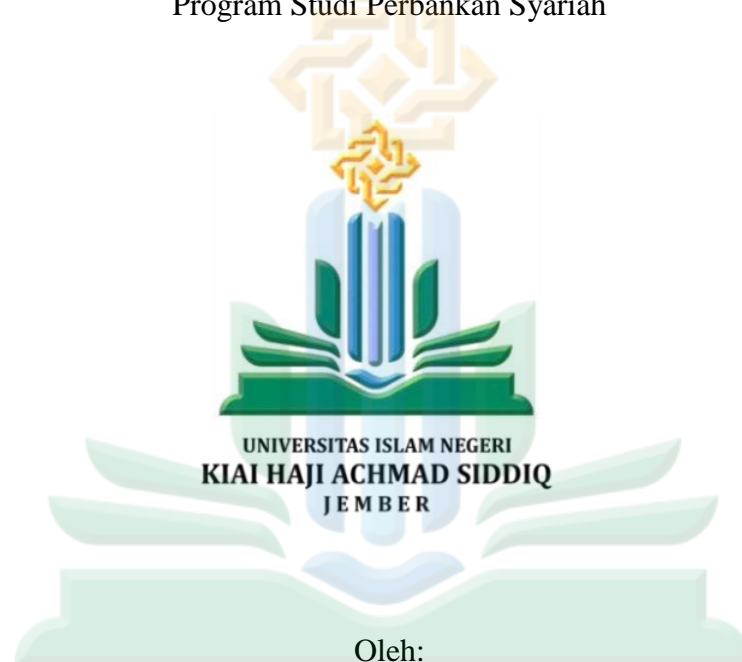 Program Studi Perbankan Syariah
UNIVERSITAS ISLAM NEGERI
KIAI HAJI ACHMAD SIDDIQ
JEMBER
Oleh: